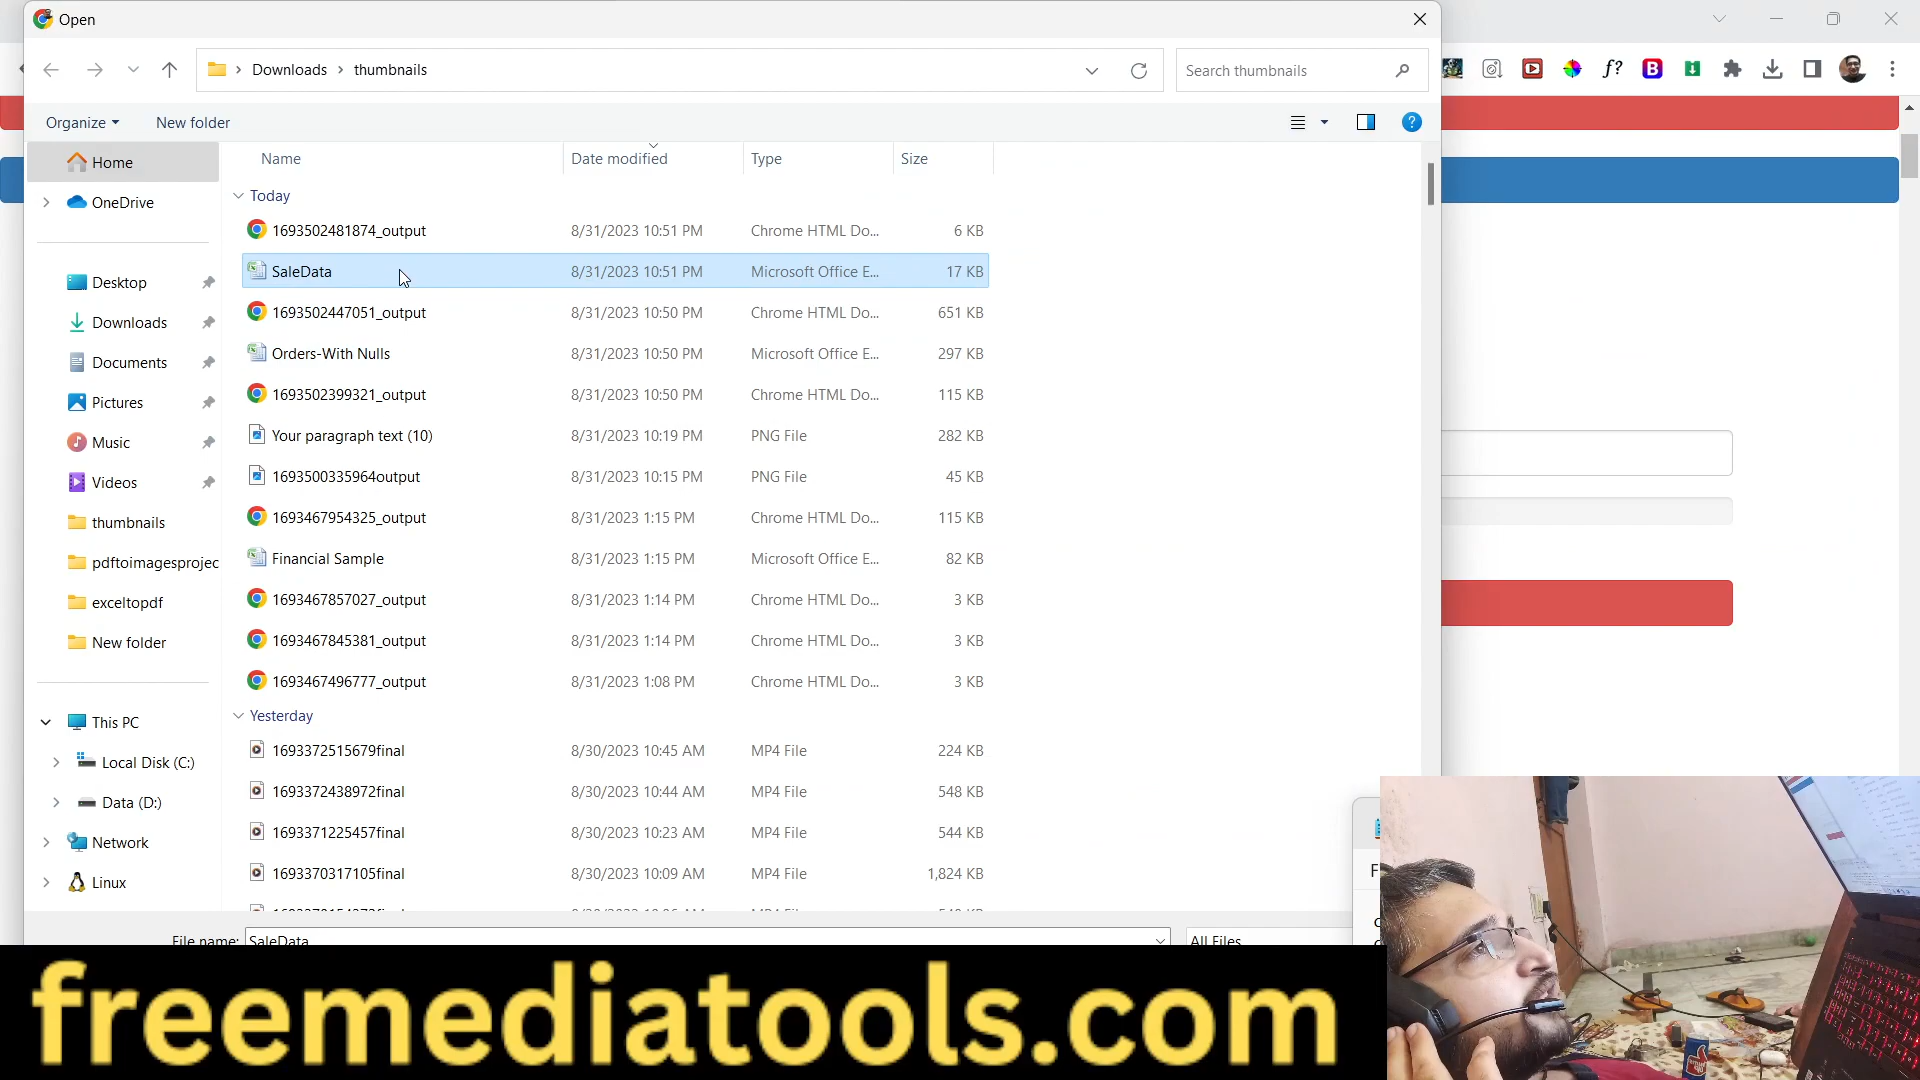 Open
Downloads > thumbnails
Search thumbnails
Organize
New folder
Home
OneDrive
Desktop
Downloads
Documents
Pictures
Music
Videos
thumbnails
pdftoimagesprojec
exceltopdf
New folder
This PC
Local Disk (C:)
Data (D:)
Network
Linux
Name Date modified Type Size
Today
1693502481874_output 8/31/2023 10:51 PM Chrome HTML Do... 6 KB
SaleData 8/31/2023 10:51 PM Microsoft Office E... 17 KB
1693502447051_output 8/31/2023 10:50 PM Chrome HTML Do... 651 KB
Orders-With Nulls 8/31/2023 10:50 PM Microsoft Office E... 297 KB
1693502399321_output 8/31/2023 10:50 PM Chrome HTML Do... 115 KB
Your paragraph text (10) 8/31/2023 10:19 PM PNG File 282 KB
1693500335964output 8/31/2023 10:15 PM PNG File 45 KB
1693467954325_output 8/31/2023 1:15 PM Chrome HTML Do... 115 KB
Financial Sample 8/31/2023 1:15 PM Microsoft Office E... 82 KB
1693467857027_output 8/31/2023 1:14 PM Chrome HTML Do... 3 KB
1693467845381_output 8/31/2023 1:14 PM Chrome HTML Do... 3 KB
1693467496777_output 8/31/2023 1:08 PM Chrome HTML Do... 3 KB
Yesterday
1693372515679final 8/30/2023 10:45 AM MP4 File 224 KB
1693372438972final 8/30/2023 10:44 AM MP4 File 548 KB
1693371225457final 8/30/2023 10:23 AM MP4 File 544 KB
1693370317105final 8/30/2023 10:09 AM MP4 File 1,824 KB
File name: SaleData All Files
f?
B
freemediatools.com